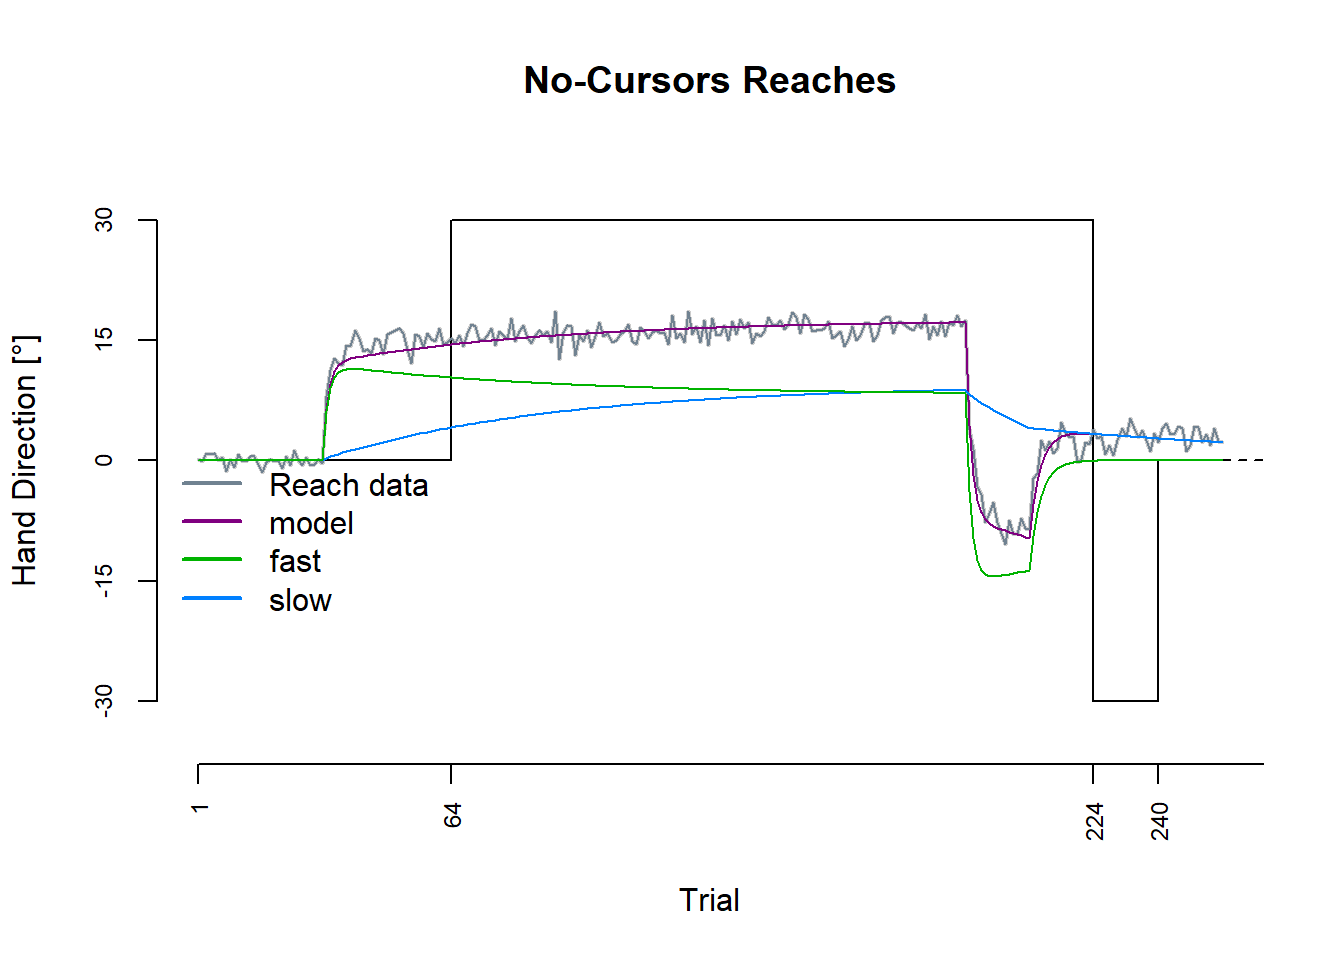 No-Cursors Reaches
Hand Direction [°]
30
15
0
-15
-30
Reach data
model
fast
slow
1
64
224
240
Trial